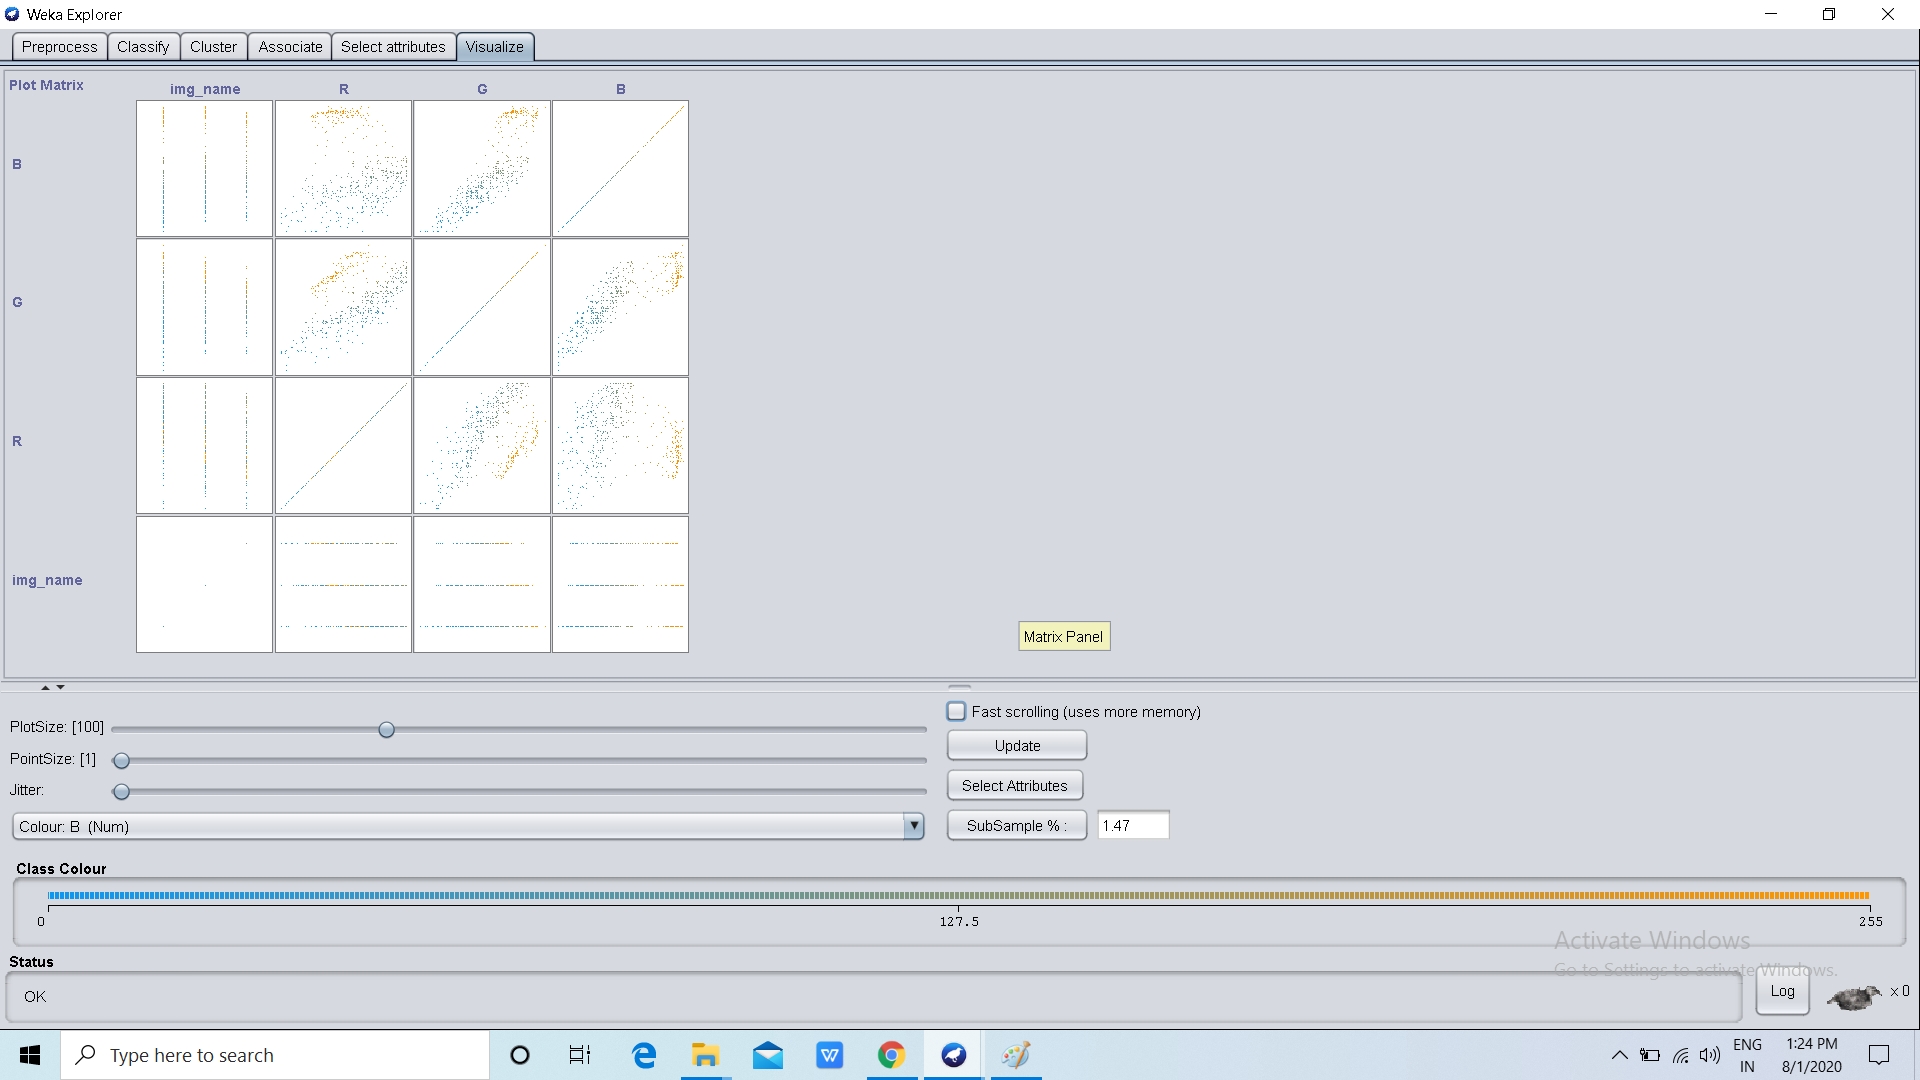 Weka Explorer
Preprocess Classify Cluster Associate Select attributes Visualize
Plot Matrix
img_name R G B
B
G
R
img_name
Matrix Panel
PlotSize: [100]
PointSize: [1]
Jitter:
Colour: B (Num)
Fast scrolling (uses more memory)
Update
Select Attributes
SubSample % : 1.47
Class Colour
0 127.5 255
Activate Windows
Go to Settings to activate Windows.
Status
OK
Log
x 0
Type here to search
ENG
IN
1:24 PM
8/1/2020